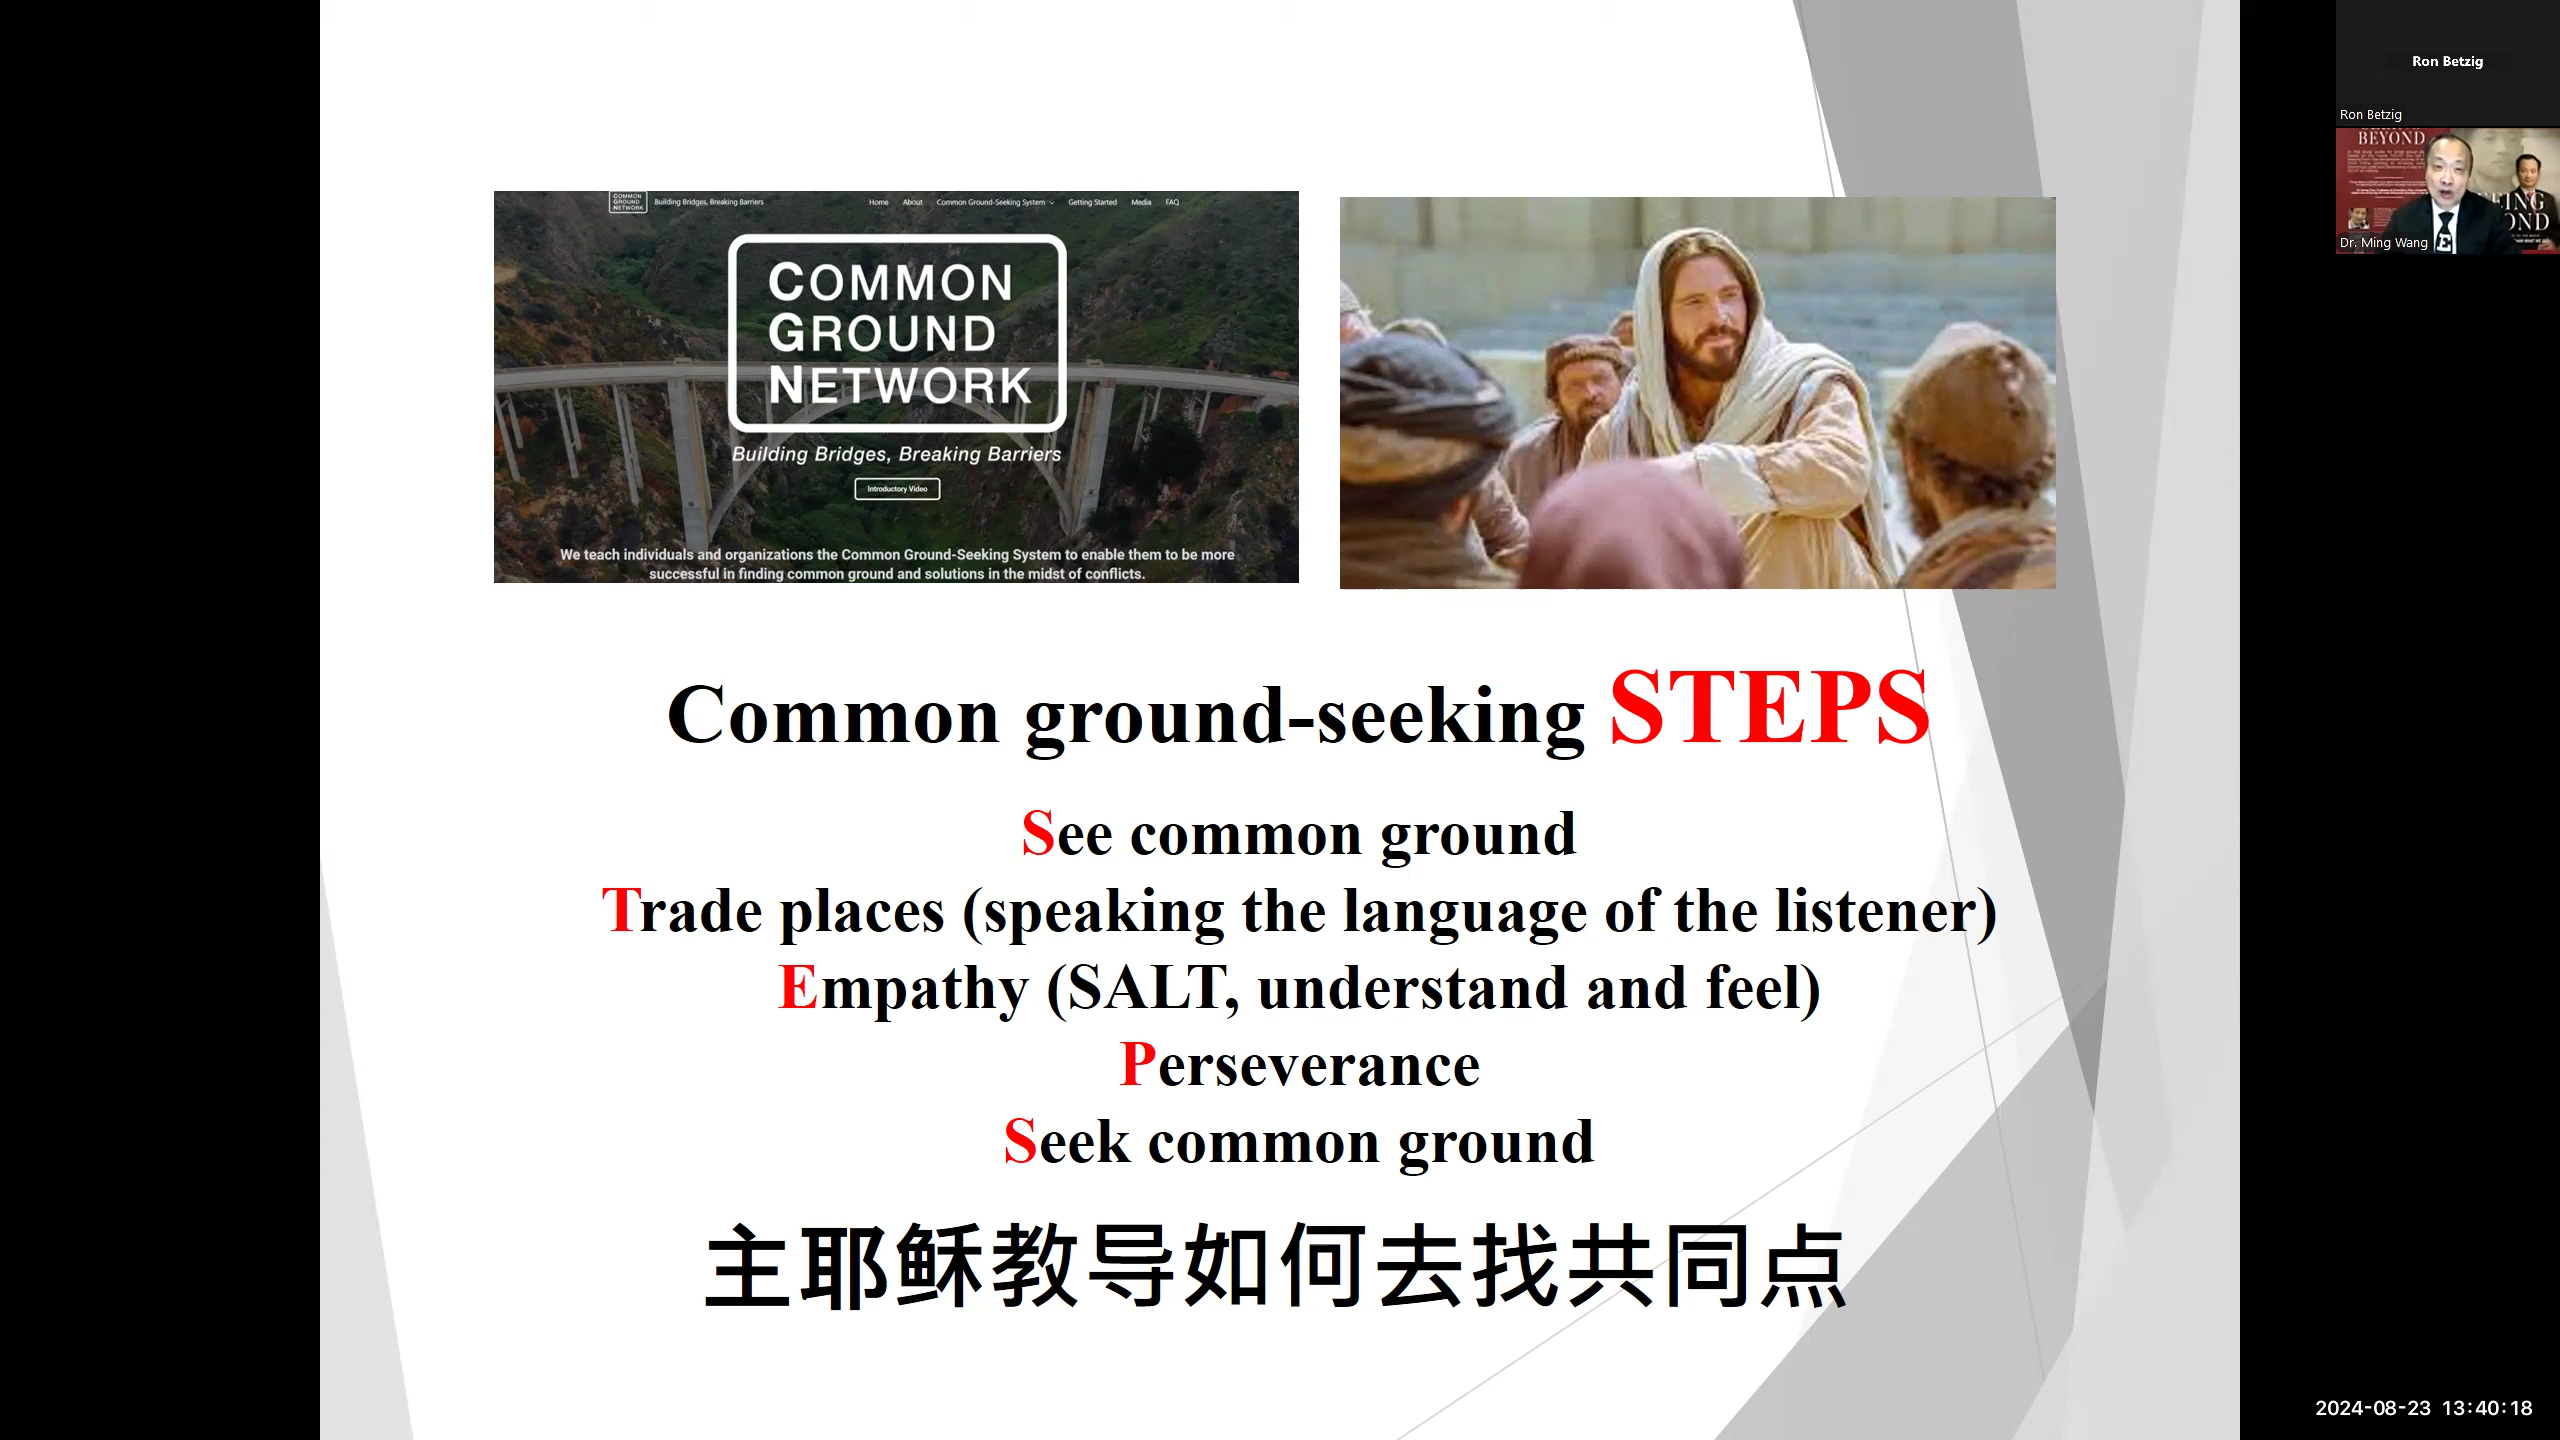 COMMON
GROUND
NETWORK
Building Bridges, Breaking Barriers
Home About Common Ground-Seeking System Getting Started Media FAQ
COMMON
GROUND
NETWORK
Building Bridges, Breaking Barriers
Introductory Video
We teach individuals and organizations the Common Ground-Seeking System to enable them to be more
successful in finding common ground and solutions in the midst of conflicts.
Common ground-seeking STEPS
See common ground
Trade places (speaking the language of the listener)
Empathy (SALT, understand and feel)
Perseverance
Seek common ground
主耶稣教导如何去找共同点
Ron Betzig
Ron Betzig
BEYOND
Dr. Ming Wang
E
2024-08-23 13:40:18